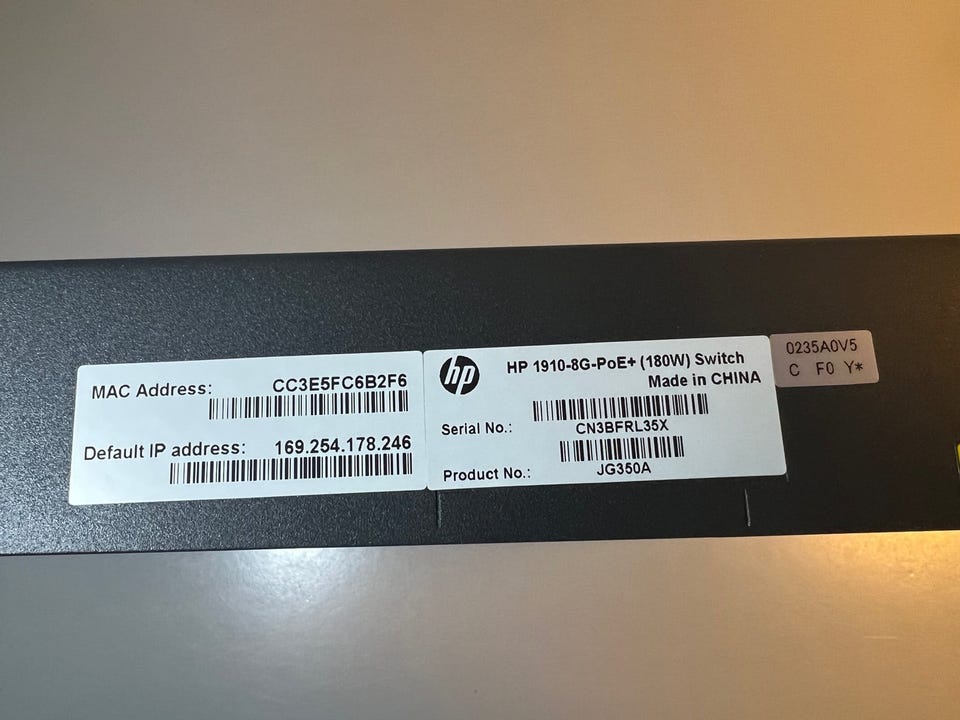 MAC Address: CC3E5FC6B2F6
Default IP address: 169.254.178.246
hp
HP 1910-8G-PoE+ (180W) Switch
Made in CHINA
Serial No.: CN3BFRL35X
Product No.: JG350A
0235A0V5
C F0 Y*